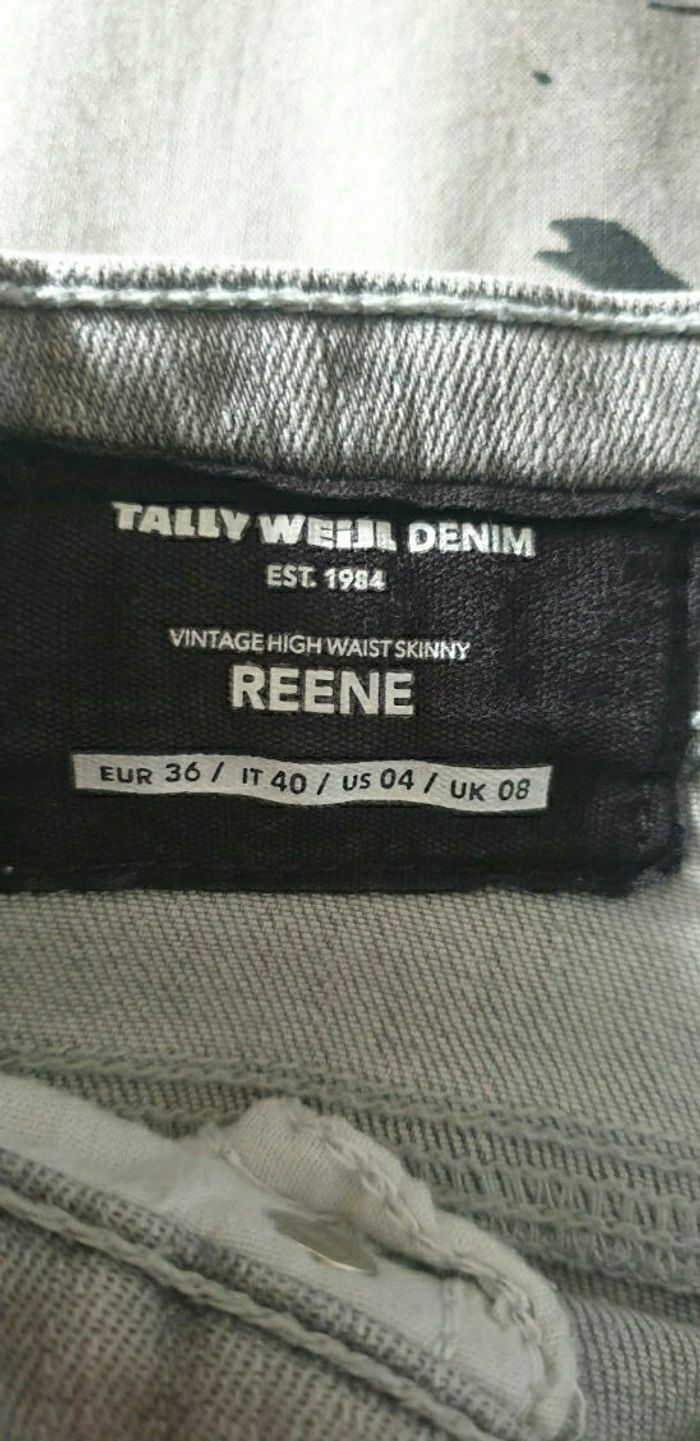 TALLY WEIJL DENIM
EST. 1984
VINTAGE HIGH WAIST SKINNY
REENE
EUR 36 / IT 40 / US 04 / UK 08